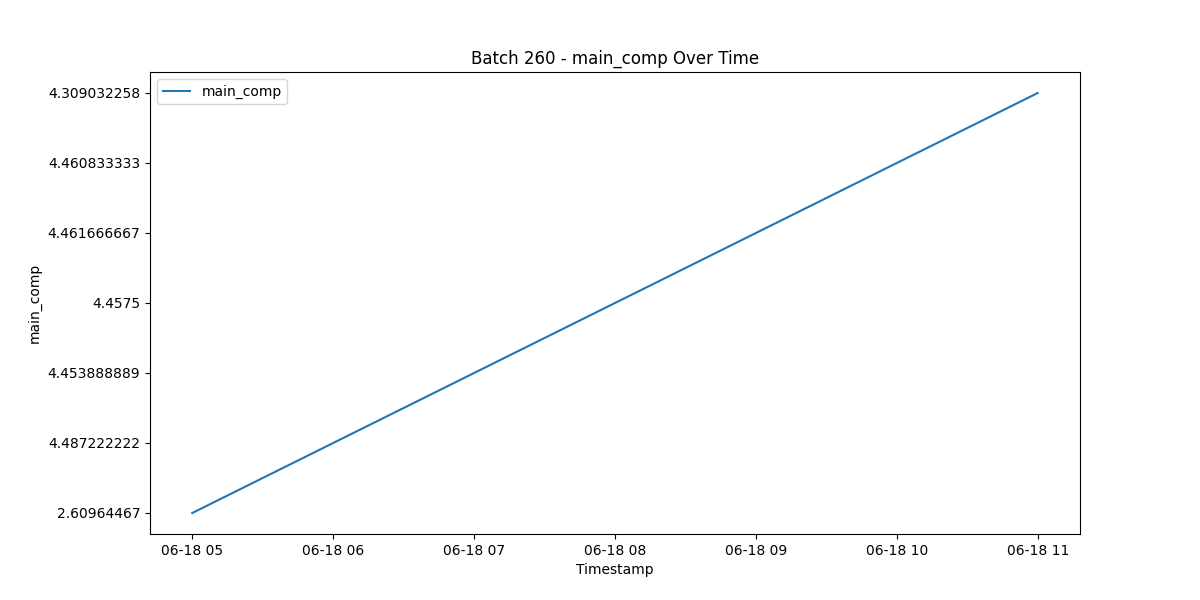 Batch 260 - main_comp Over Time
main_comp
4.309032258
4.460833333
4.461666667
4.4575
4.453888889
4.487222222
2.60964467
main_comp
06-18 05 06-18 06 06-18 07 06-18 08 06-18 09 06-18 10 06-18 11
Timestamp